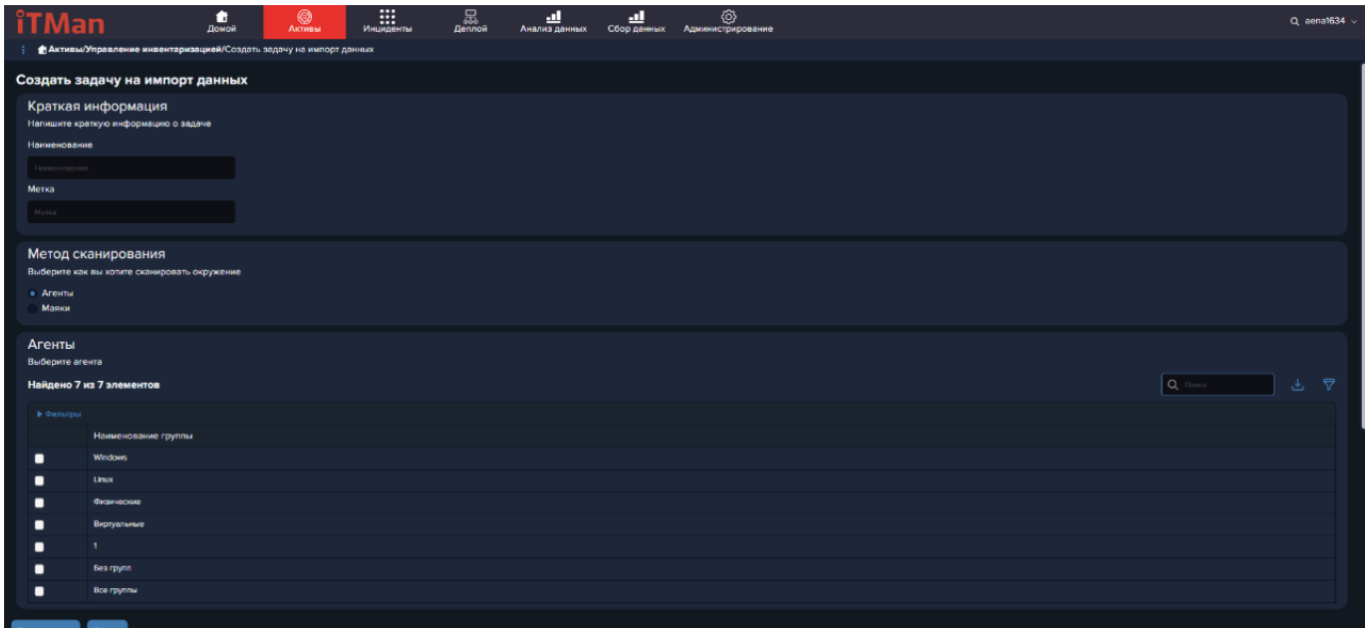 iTMan
Домой Активы Инциденты Деплой Анализ данных Сбор данных Администрирование aena1634
Активы/Управление инвентаризацией/Создать задачу на импорт данных
Создать задачу на импорт данных
Краткая информация
Напишите краткую информацию о задаче
Наименование
Наименование
Метка
Метка
Метод сканирования
Выберите как вы хотите сканировать окружение
Агенты
Маяки
Агенты
Выберите агента
Найдено 7 из 7 элементов
Поиск
Фильтры
Наименование группы
Windows
Linux
Физические
Виртуальные
1
Без групп
Все группы